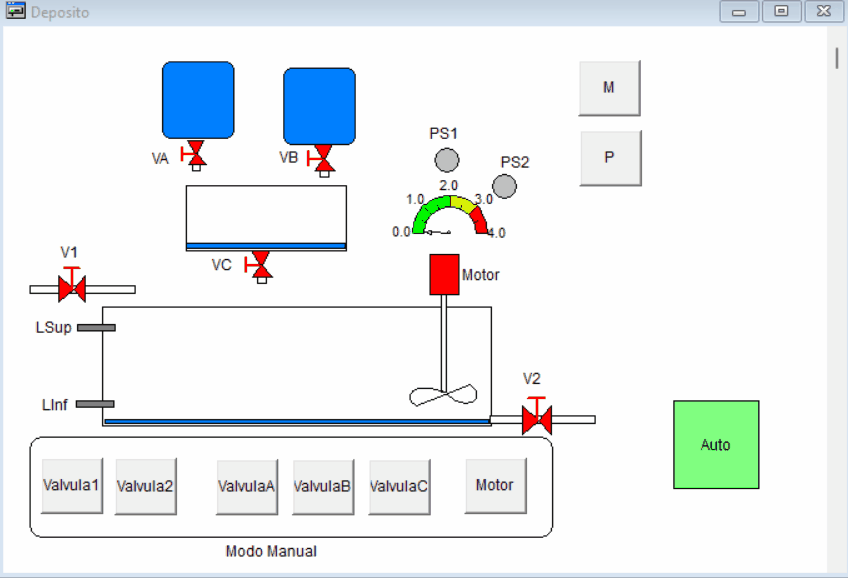 Deposito
M
PS1
VA
VB
P
PS2
2.0
1.0
3.0
0.0
4.0
V1
VC
Motor
LSup
V2
LInf
Auto
Valvula1
Valvula2
ValvulaA
ValvulaB
ValvulaC
Motor
Modo Manual